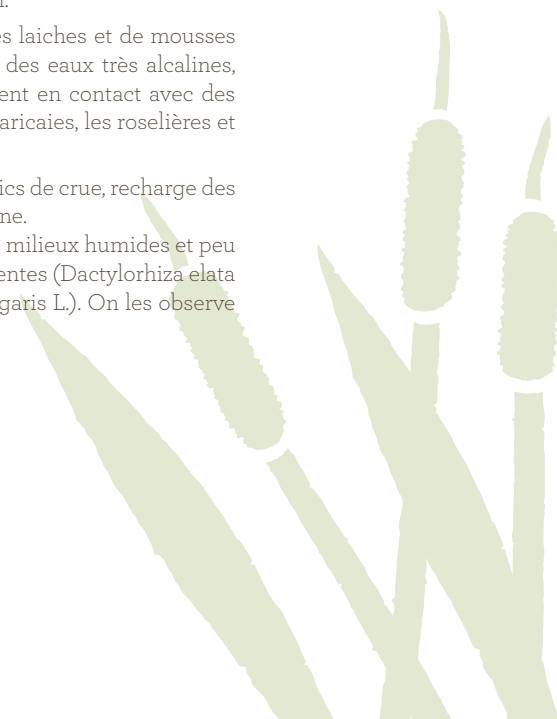 es laiches et de mousses
des eaux très alcalines,
ent en contact avec des
aricaies, les roselières et
ics de crue, recharge des
ne.
milieux humides et peu
entes (Dactylorhiza elata
garis L.). On les observe